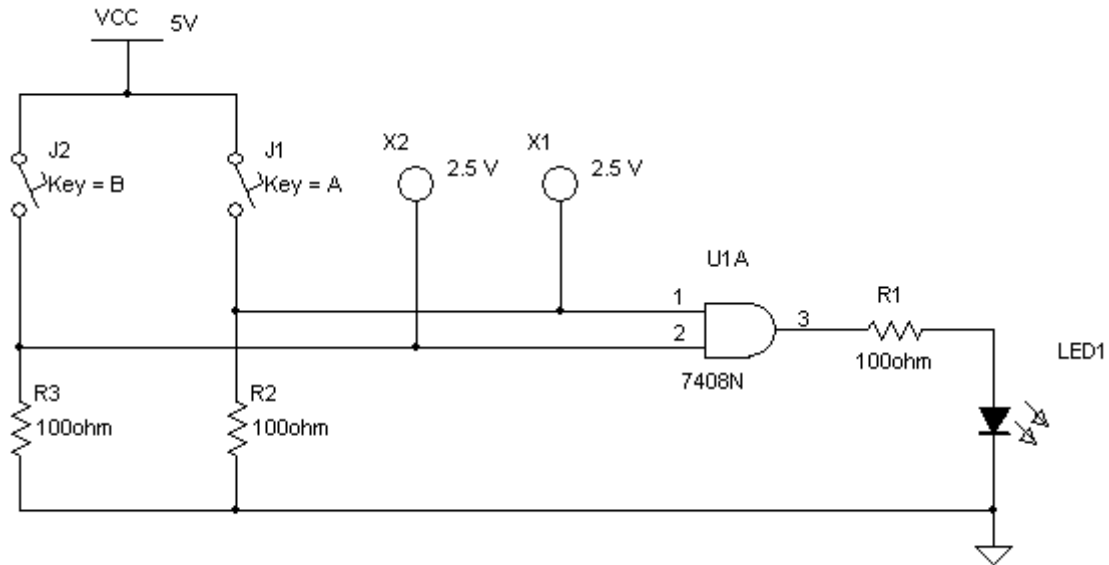 VCC
5V
J2
Key = B
J1
Key = A
X2
2.5 V
X1
2.5 V
U1A
1
2
3
7408N
R1
100ohm
LED1
R3
100ohm
R2
100ohm